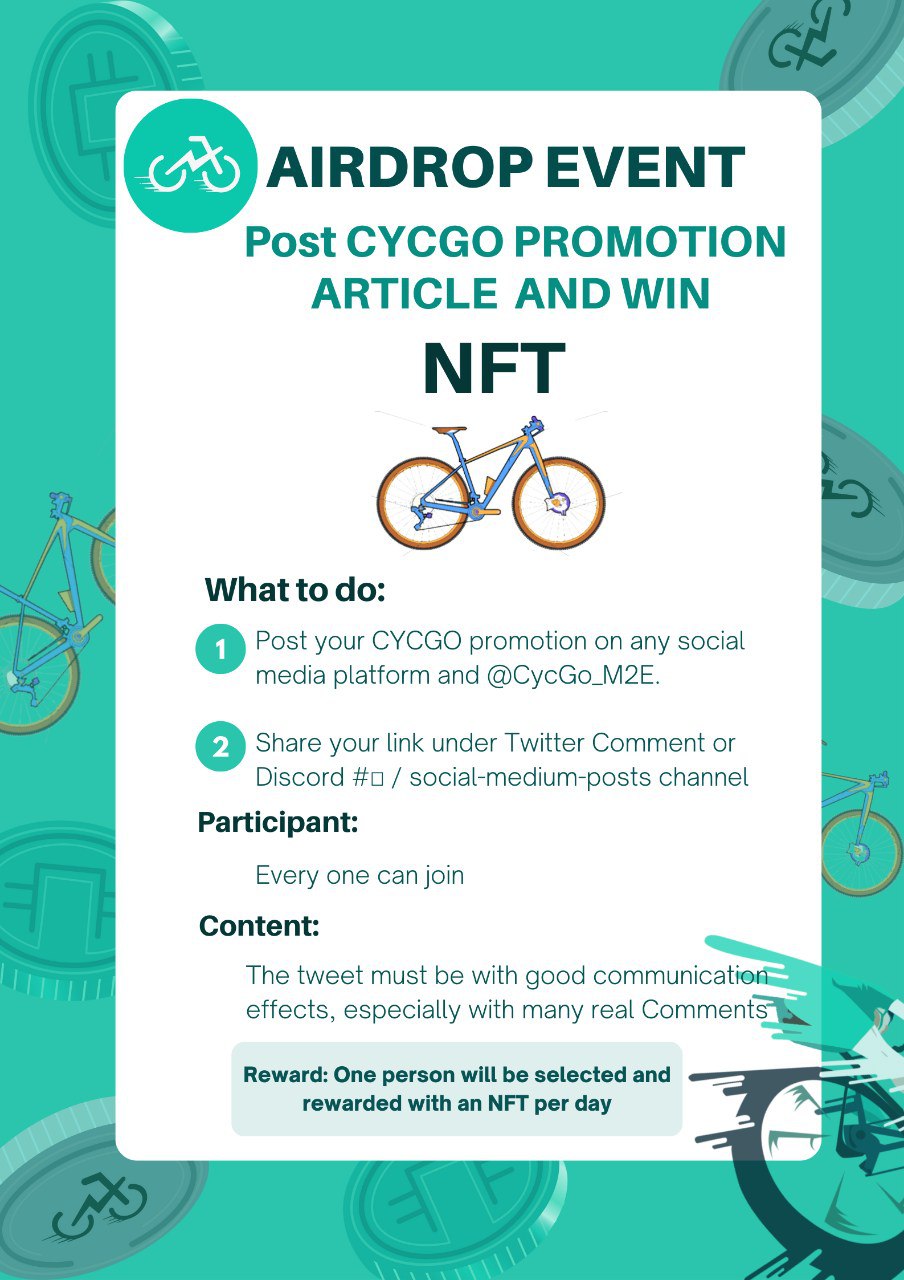 AIRDROP EVENT
Post CYCGO PROMOTION
ARTICLE AND WIN
NFT
What to do:
1 Post your CYCGO promotion on any social
media platform and @CycGo_M2E.
2 Share your link under Twitter Comment or
Discord #▯ / social-medium-posts channel
Participant:
Every one can join
Content:
The tweet must be with good communication
effects, especially with many real Comments
Reward: One person will be selected and
rewarded with an NFT per day